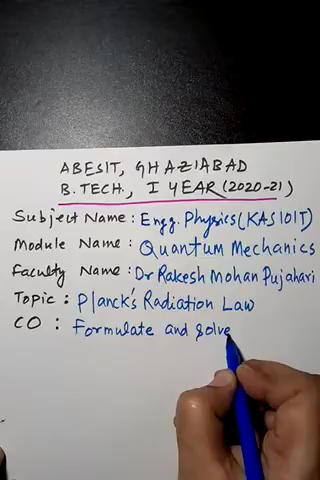 ABESIT, GHAZIABAD
B.TECH., I YEAR (2020-21)
Subject Name : Engg. Physics (KAS101T)
Module Name : Quantum Mechanics
Faculty Name : Dr Rakesh Mohan Pujahari
Topic : Planck's Radiation Law
CO : Formulate and solve